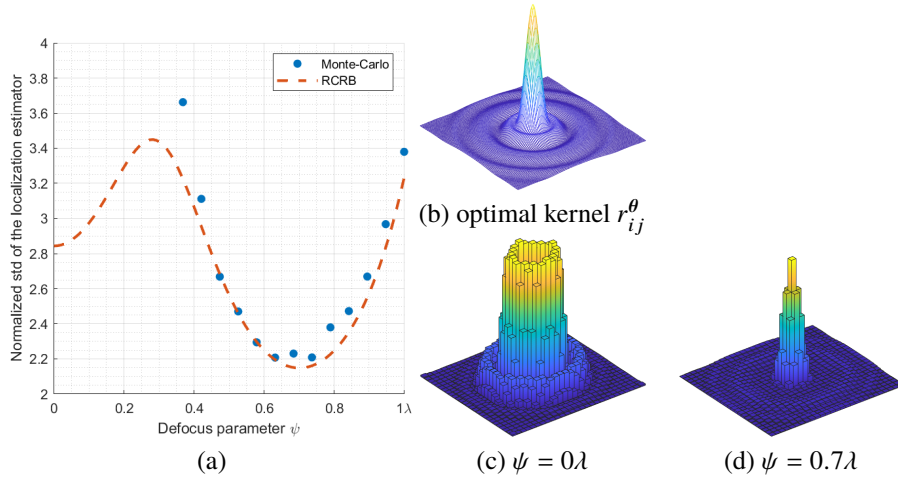 4
3.8
3.6
3.4
3.2
3
2.8
2.6
2.4
2.2
2
Normalized std of the localization estimator
Monte-Carlo
RCRB
0 0.2 0.4 0.6 0.8 1λ
Defocus parameter ψ
(a)
(b) optimal kernel r_{ij}^{θ}
(c) ψ = 0λ
(d) ψ = 0.7λ